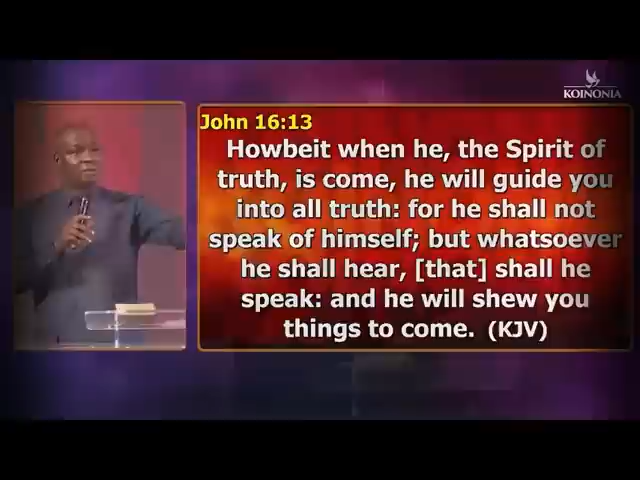 KOINONIA
John 16:13
Howbeit when he, the Spirit of
truth, is come, he will guide you
into all truth: for he shall not
speak of himself; but whatsoever
he shall hear, [that] shall he
speak: and he will shew you
things to come. (KJV)